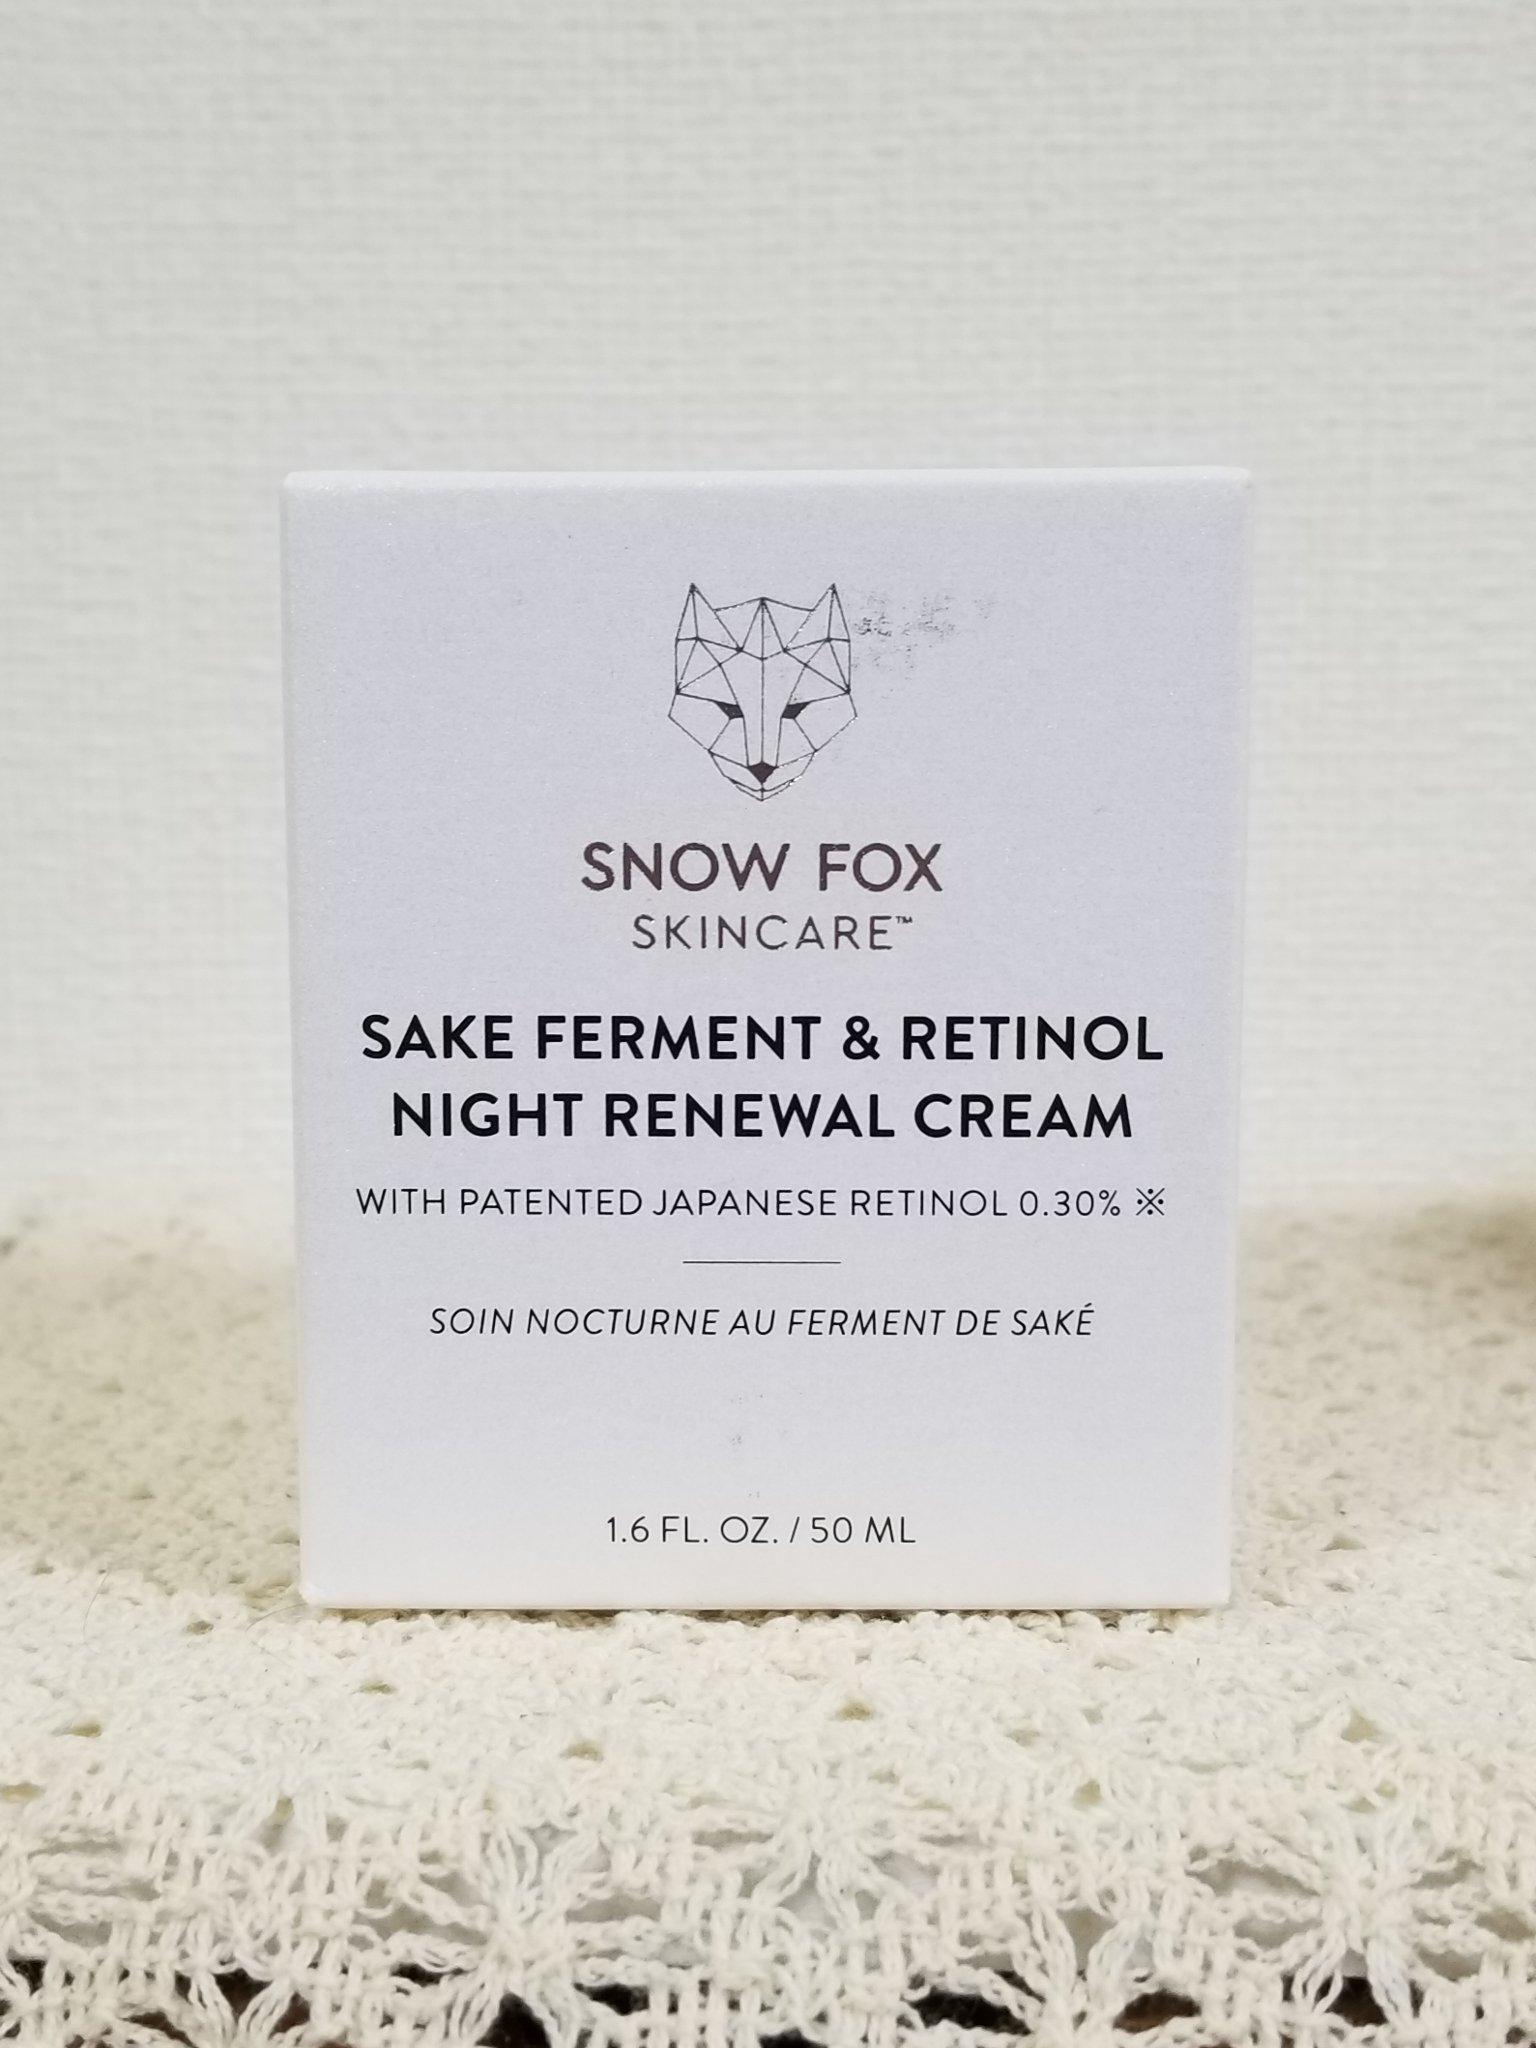 SNOW FOX
SKINCARE™
SAKE FERMENT & RETINOL
NIGHT RENEWAL CREAM
WITH PATENTED JAPANESE RETINOL 0.30% ※
SOIN NOCTURNE AU FERMENT DE SAKÉ
1.6 FL. OZ. / 50 ML